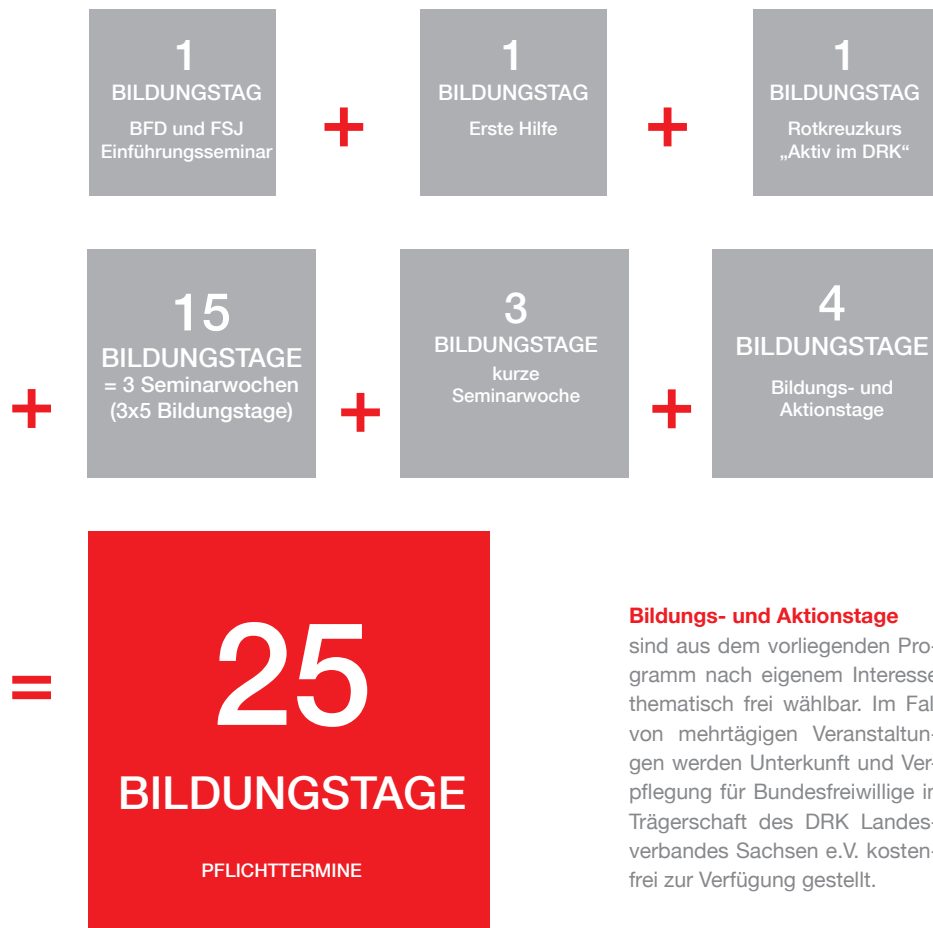 1
BILDUNGSTAG
BFD und FSJ
Einführungsseminar
+
1
BILDUNGSTAG
Erste Hilfe
+
1
BILDUNGSTAG
Rotkreuzkurs
„Aktiv im DRK“
+
15
BILDUNGSTAGE
= 3 Seminarwochen
(3x5 Bildungstage)
+
3
BILDUNGSTAGE
kurze
Seminarwoche
+
4
BILDUNGSTAGE
Bildungs- und
Aktionstage
=
25
BILDUNGSTAGE
PFLICHTTERMINE
Bildungs- und Aktionstage
sind aus dem vorliegenden Pro-
gramm nach eigenem Interesse
thematisch frei wählbar. Im Fal
von mehrtägigen Veranstaltun-
gen werden Unterkunft und Ver-
pflegung für Bundesfreiwillige in
Trägerschaft des DRK Landes-
verbandes Sachsen e.V. kosten-
frei zur Verfügung gestellt.